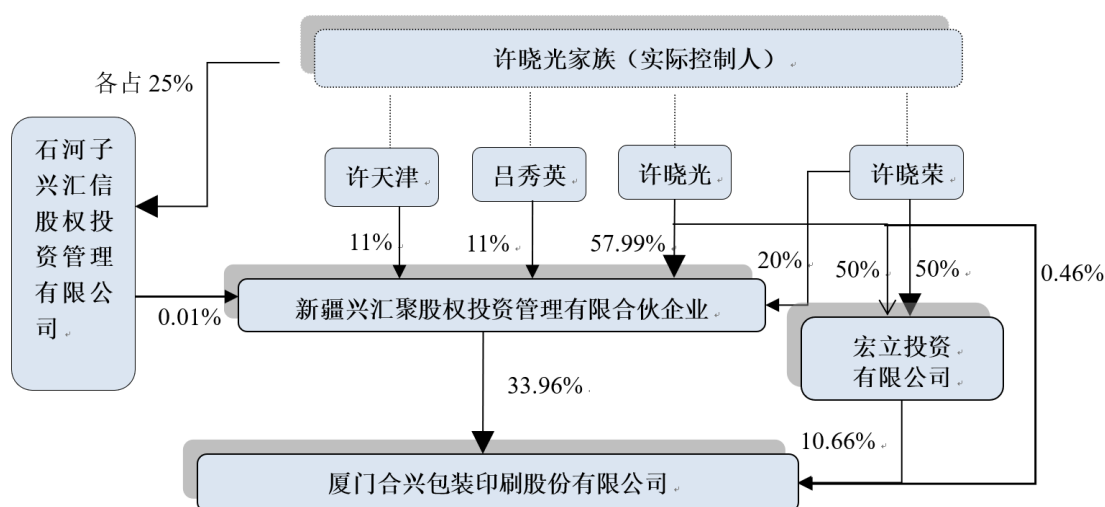 许晓光家族（实际控制人）
各占 25%
石河子
兴汇信
股权投
资管理
有限公
司
许天津
吕秀英
许晓光
许晓荣
11%
11%
57.99%
20%
50%
50%
0.46%
0.01%
新疆兴汇聚股权投资管理有限合伙企业
宏立投资
有限公司
33.96%
10.66%
厦门合兴包装印刷股份有限公司